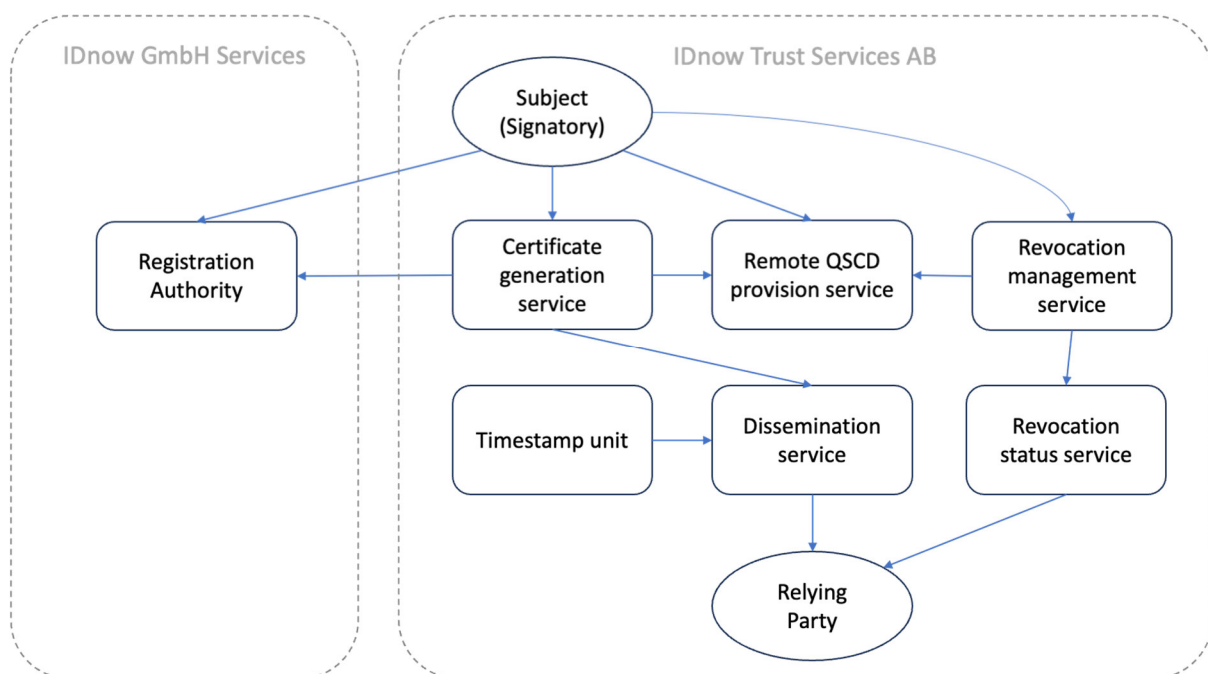 IDnow GmbH Services
IDnow Trust Services AB
Subject
(Signatory)
Registration
Authority
Certificate
generation
service
Remote QSCD
provision service
Revocation
management
service
Timestamp unit
Dissemination
service
Revocation
status service
Relying
Party